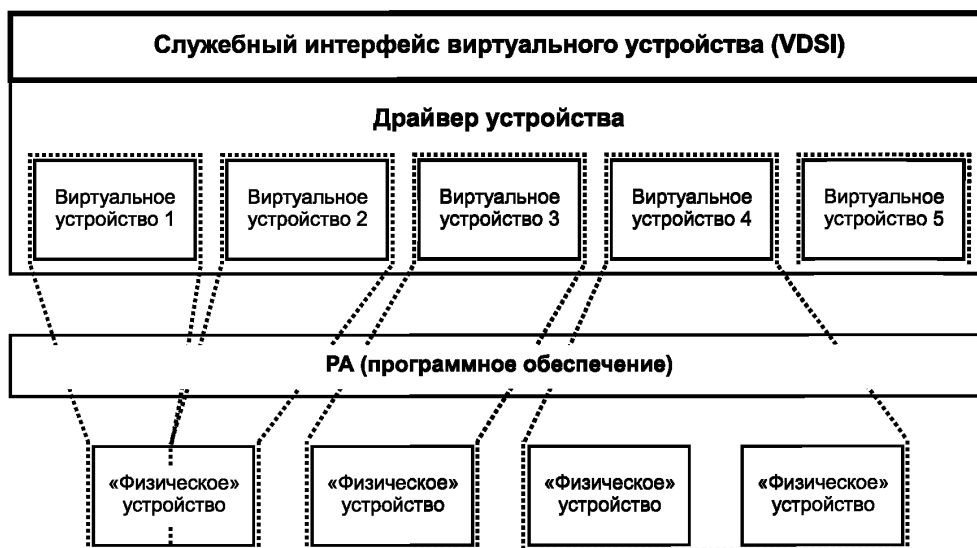 Служебный интерфейс виртуального устройства (VDSI)
Драйвер устройства
Виртуальное
устройство 1
Виртуальное
устройство 2
Виртуальное
устройство 3
Виртуальное
устройство 4
Виртуальное
устройство 5
PA (программное обеспечение)
«Физическое»
устройство
«Физическое»
устройство
«Физическое»
устройство
«Физическое»
устройство